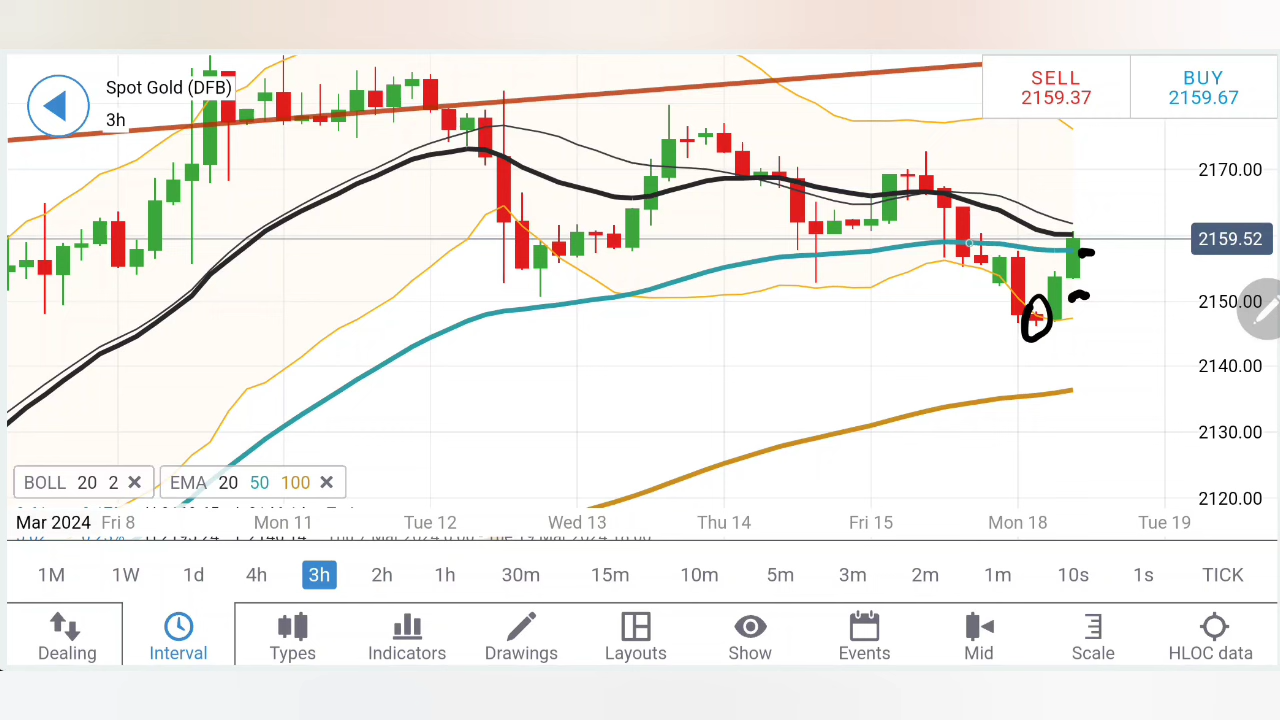 Spot Gold (DFB)
3h
SELL
2159.37
BUY
2159.67
2170.00
2159.52
2150.00
2140.00
2130.00
2120.00
BOLL 20 2
EMA 20 50 100
Mar 2024 Fri 8 Mon 11 Tue 12 Wed 13 Thu 14 Fri 15 Mon 18 Tue 19
1M 1W 1d 4h 3h 2h 1h 30m 15m 10m 5m 3m 2m 1m 10s 1s TICK
Dealing Interval Types Indicators Drawings Layouts Show Events Mid Scale HLOC data